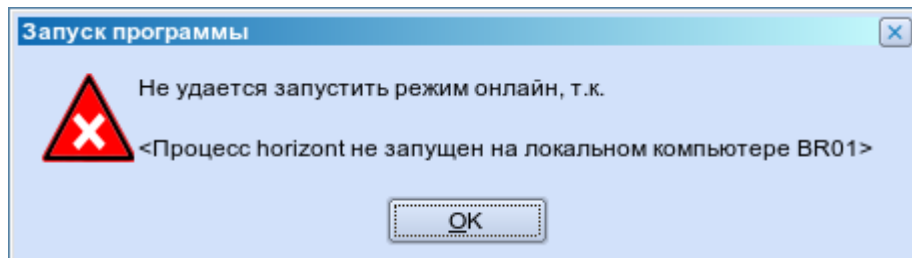 Запуск программы
Не удается запустить режим онлайн, т.к.
<Процесс horizont не запущен на локальном компьютере BR01>
OK